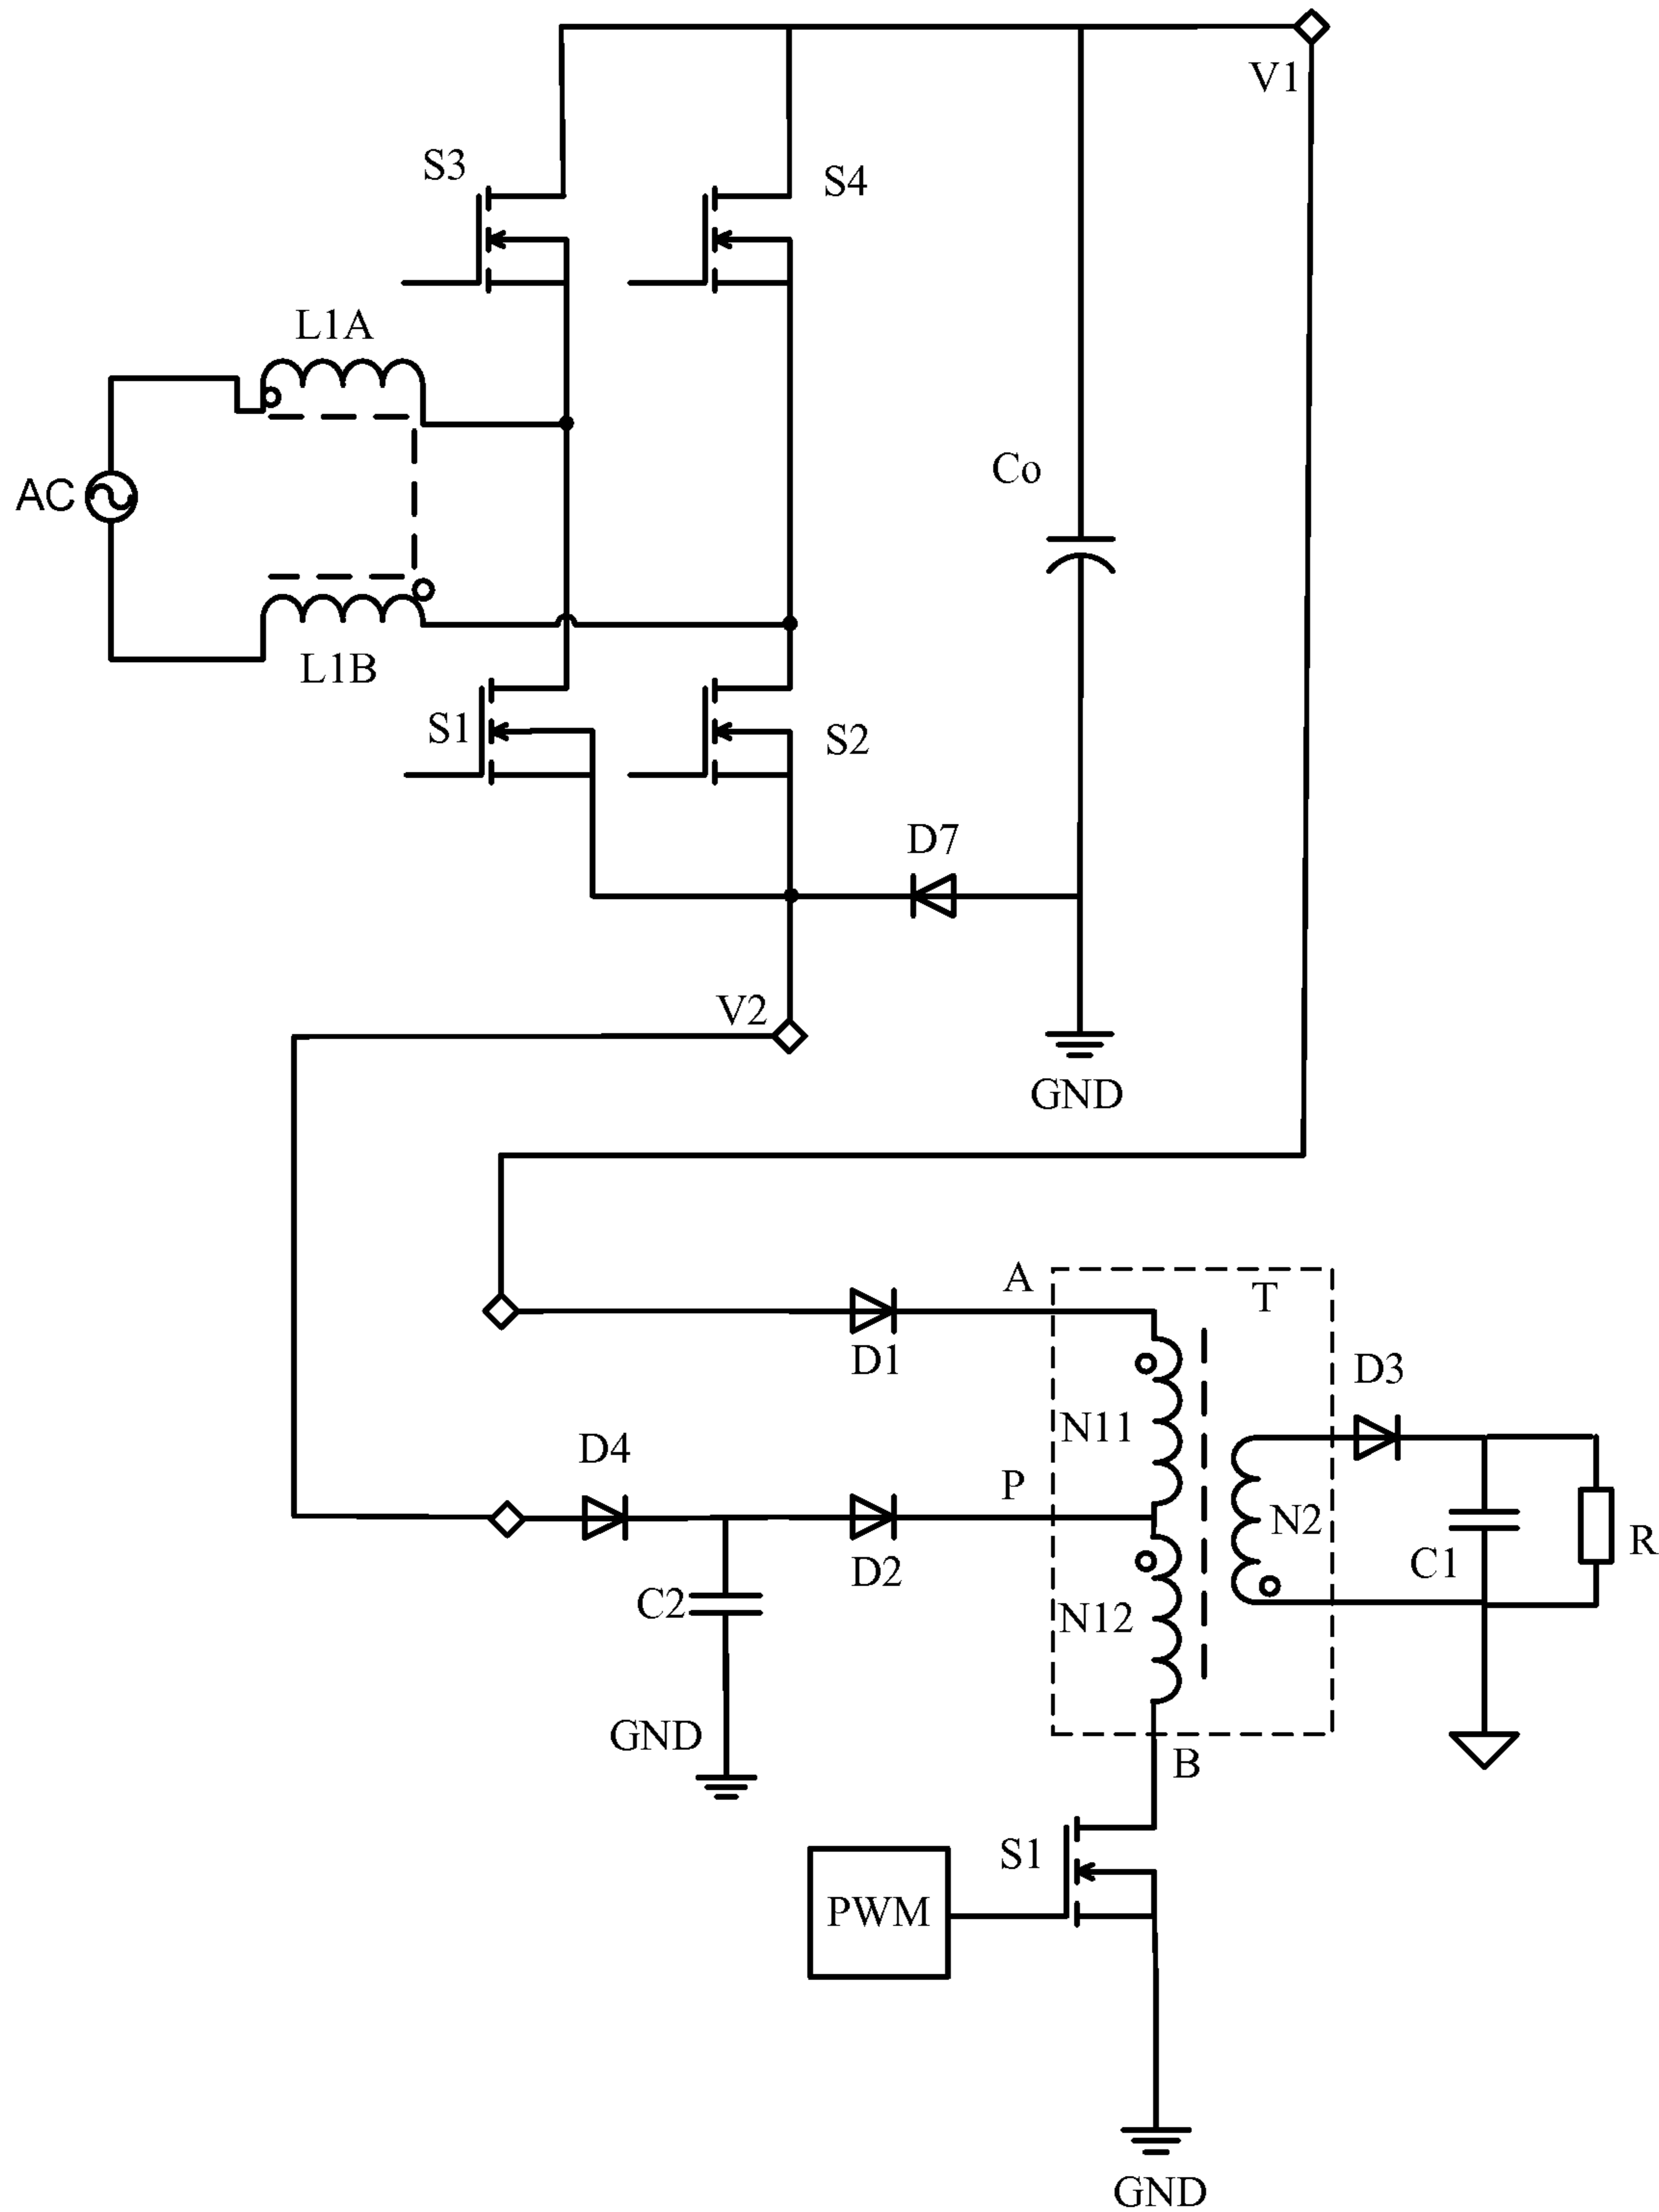 V1
S3
S4
L1A
Co
AC
L1B
S1
S2
D7
V2
GND
A
T
D1
D3
N11
D4
P
N2
R
C1
D2
C2
N12
GND
B
S1
PWM
GND